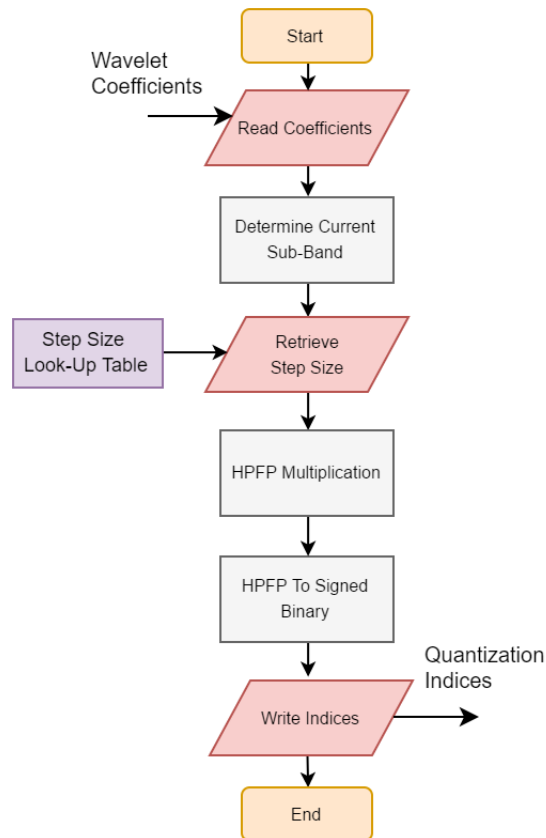 Start
Wavelet
Coefficients
Read Coefficients
Determine Current
Sub-Band
Step Size
Look-Up Table
Retrieve
Step Size
HPFP Multiplication
HPFP To Signed
Binary
Quantization
Indices
Write Indices
End